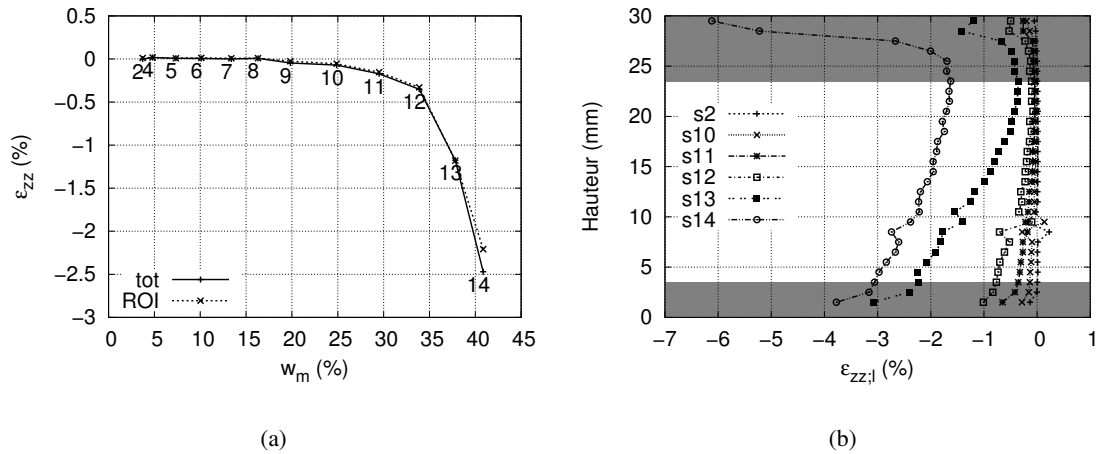 0.5
0
−0.5
−1
−1.5
−2
−2.5
−3
ε_zz (%)
2
4
5
6
7
8
9
10
11
12
13
14
tot
ROI
0 5 10 15 20 25 30 35 40 45
w_m (%)
(a)
30
25
20
15
10
5
0
Hauteur (mm)
s2
s10
s11
s12
s13
s14
−7 −6 −5 −4 −3 −2 −1 0 1
ε_zz;l (%)
(b)